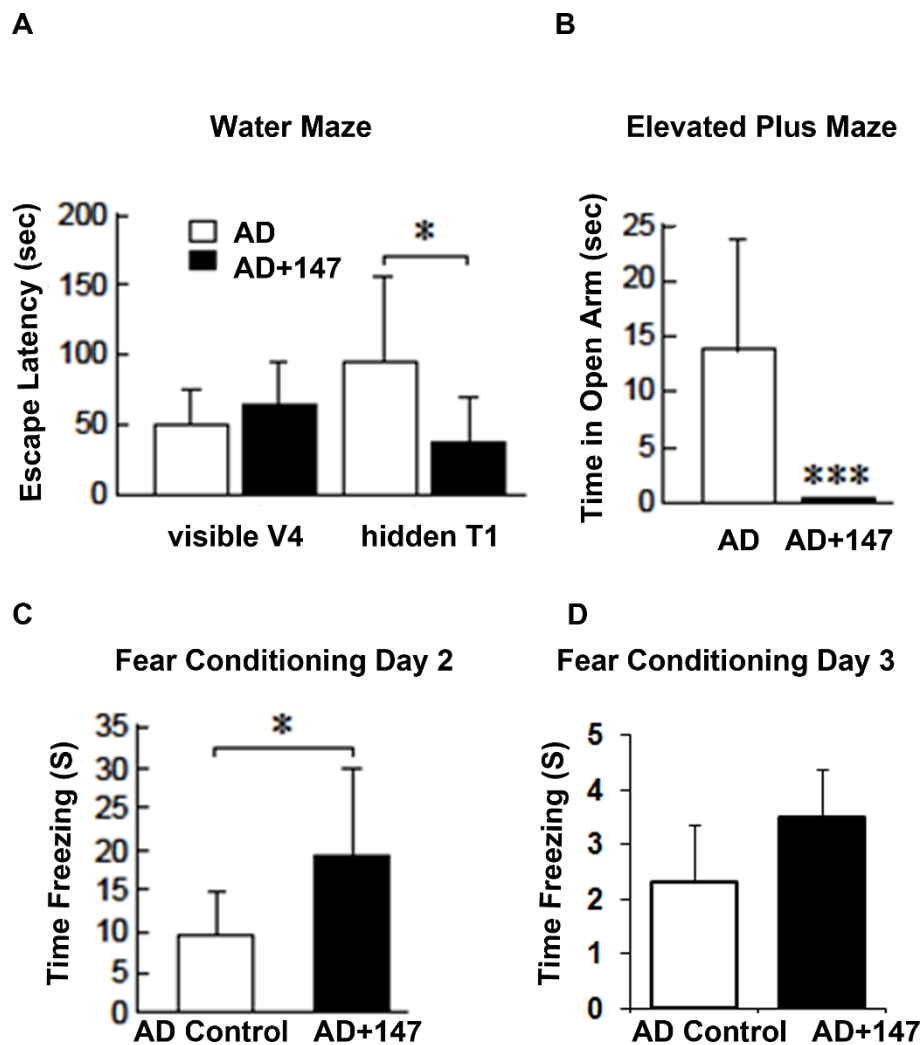 A
Water Maze
Escape Latency (sec)
200
150
100
50
0
AD
AD+147
*
visible V4
hidden T1
B
Elevated Plus Maze
Time in Open Arm (sec)
25
20
15
10
5
0
***
AD
AD+147
C
Fear Conditioning Day 2
Time Freezing (S)
35
30
25
20
15
10
5
0
*
AD Control
AD+147
D
Fear Conditioning Day 3
Time Freezing (S)
5
4
3
2
1
0
AD Control
AD+147